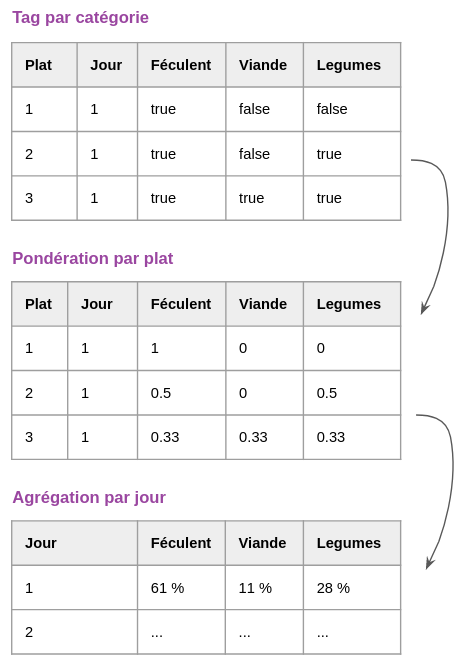 Tag par catégorie
Plat Jour Féculent Viande Legumes
1 1 true false false
2 1 true false true
3 1 true true true
Pondération par plat
Plat Jour Féculent Viande Legumes
1 1 1 0 0
2 1 0.5 0 0.5
3 1 0.33 0.33 0.33
Agrégation par jour
Jour Féculent Viande Legumes
1 61 % 11 % 28 %
2 ... ... ...